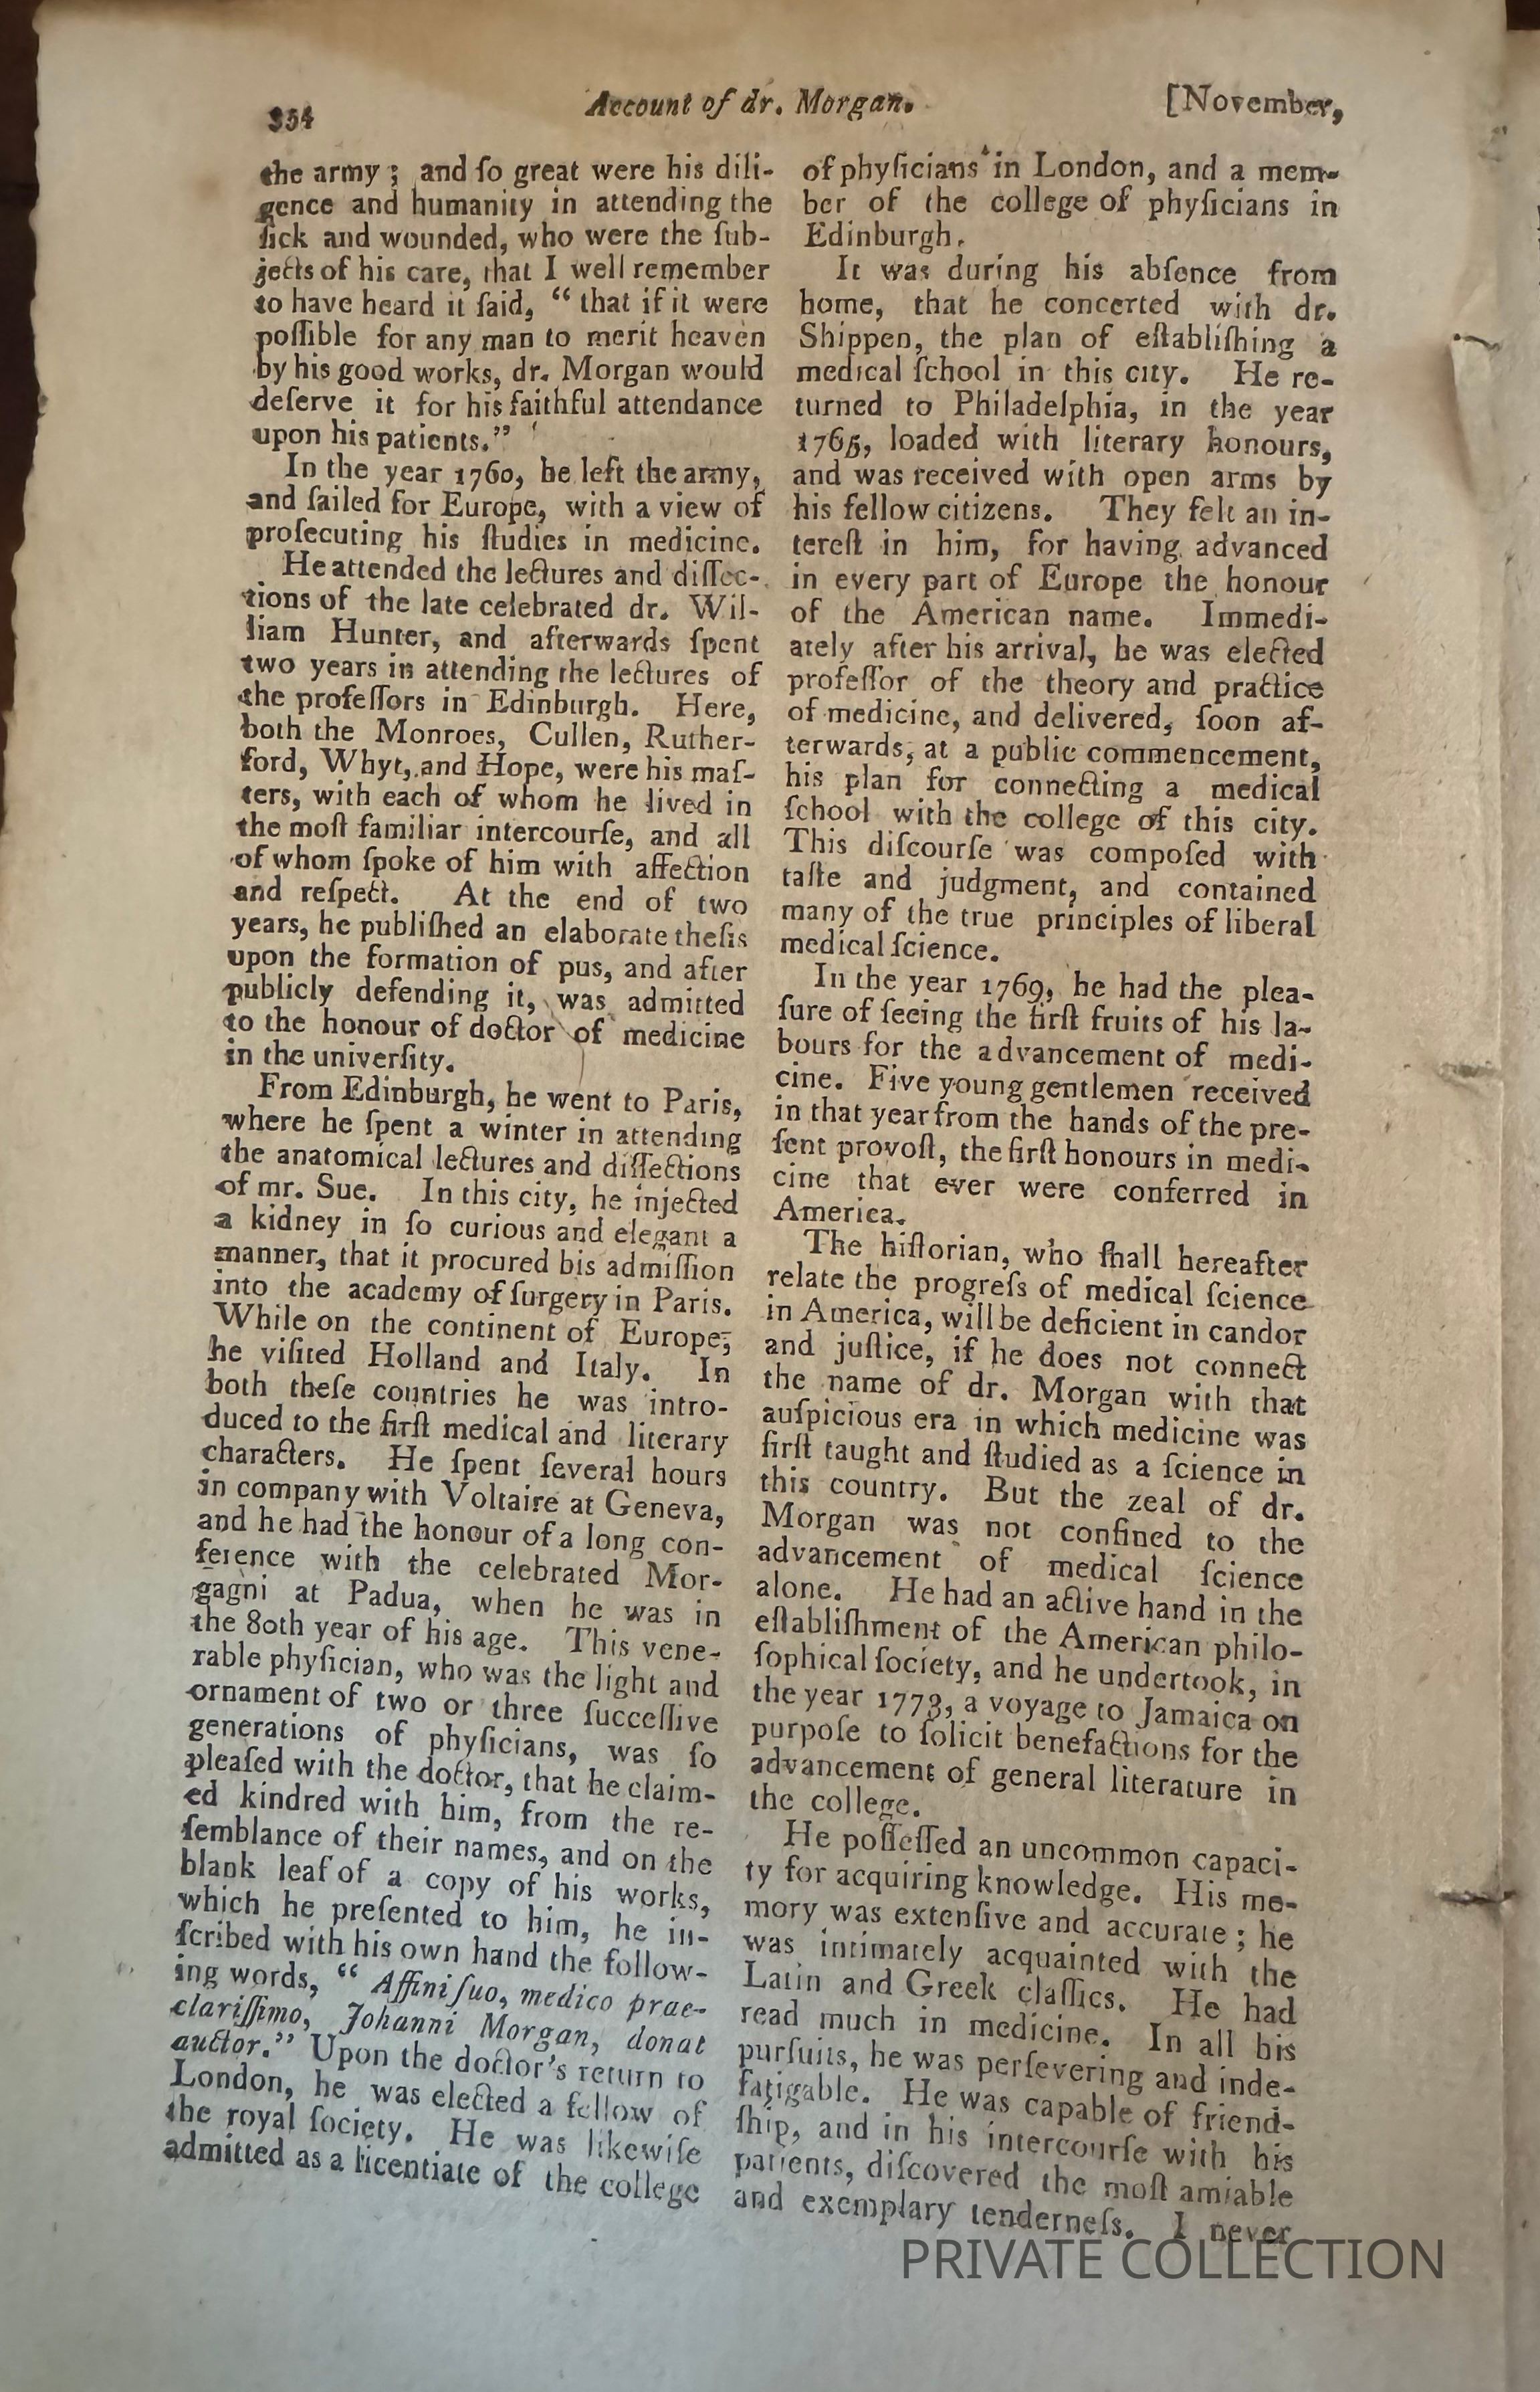 354
Account of dr. Morgan.
[November,
the army ; and ſo great were his dili-
gence and humanity in attending the
ſick and wounded, who were the ſub-
jects of his care, that I well remember
to have heard it ſaid, “ that if it were
poſſible for any man to merit heaven
by his good works, dr. Morgan would
deſerve it for his faithful attendance
upon his patients.”
In the year 1760, he left the army,
and ſailed for Europe, with a view of
proſecuting his ſtudies in medicine.
He attended the lectures and diſſec-
tions of the late celebrated dr. Wil-
liam Hunter, and afterwards ſpent
two years in attending the lectures of
the profeſſors in Edinburgh. Here,
both the Monroes, Cullen, Ruther-
ford, Whyt, and Hope, were his maſ-
ters, with each of whom he lived in
the moſt familiar intercourſe, and all
of whom ſpoke of him with affection
and reſpect. At the end of two
years, he publiſhed an elaborate theſis
upon the formation of pus, and after
publicly defending it, was admitted
to the honour of doctor of medicine
in the univerſity.
From Edinburgh, he went to Paris,
where he ſpent a winter in attending
the anatomical lectures and diſſections
of mr. Sue. In this city, he injected
a kidney in ſo curious and elegant a
manner, that it procured his admiſſion
into the academy of ſurgery in Paris.
While on the continent of Europe,
he viſited Holland and Italy. In
both theſe countries he was intro-
duced to the firſt medical and literary
characters. He ſpent ſeveral hours
in company with Voltaire at Geneva,
and he had the honour of a long con-
ference with the celebrated Mor-
gagni at Padua, when he was in
the 80th year of his age. This vene-
rable phyſician, who was the light and
ornament of two or three ſucceſſive
generations of phyſicians, was ſo
pleaſed with the doctor, that he claim-
ed kindred with him, from the re-
ſemblance of their names, and on the
blank leaf of a copy of his works,
which he preſented to him, he in-
ſcribed with his own hand the follow-
ing words, “ Affini ſuo, medico prae-
clariſſimo, Johanni Morgan, donat
auctor.” Upon the doctor's return to
London, he was elected a fellow of
the royal ſociety. He was likewiſe
admitted as a licentiate of the college
of phyſicians in London, and a mem-
ber of the college of phyſicians in
Edinburgh.
It was during his abſence from
home, that he concerted with dr.
Shippen, the plan of eſtabliſhing a
medical ſchool in this city. He re-
turned to Philadelphia, in the year
1765, loaded with literary honours,
and was received with open arms by
his fellow citizens. They felt an in-
tereſt in him, for having advanced
in every part of Europe the honour
of the American name. Immedi-
ately after his arrival, he was elected
profeſſor of the theory and practice
of medicine, and delivered, ſoon af-
terwards, at a public commencement,
his plan for connecting a medical
ſchool with the college of this city.
This diſcourſe was compoſed with
taſte and judgment, and contained
many of the true principles of liberal
medical ſcience.
In the year 1769, he had the plea-
ſure of ſeeing the firſt fruits of his la-
bours for the advancement of medi-
cine. Five young gentlemen received
in that year from the hands of the pre-
ſent provoſt, the firſt honours in medi-
cine that ever were conferred in
America.
The hiſtorian, who ſhall hereafter
relate the progreſs of medical ſcience
in America, will be deficient in candor
and juſtice, if he does not connect
the name of dr. Morgan with that
auſpicious era in which medicine was
firſt taught and ſtudied as a ſcience in
this country. But the zeal of dr.
Morgan was not confined to the
advancement of medical ſcience
alone. He had an active hand in the
eſtabliſhment of the American philo-
ſophical ſociety, and he undertook, in
the year 1773, a voyage to Jamaica on
purpoſe to ſolicit benefactions for the
advancement of general literature in
the college.
He poſſeſſed an uncommon capaci-
ty for acquiring knowledge. His me-
mory was extenſive and accurate ; he
was intimately acquainted with the
Latin and Greek claſſics. He had
read much in medicine. In all his
purſuits, he was perſevering and inde-
fatigable. He was capable of friend-
ſhip, and in his intercourſe with his
patients, diſcovered the moſt amiable
and exemplary tenderneſs. I never
PRIVATE COLLECTION